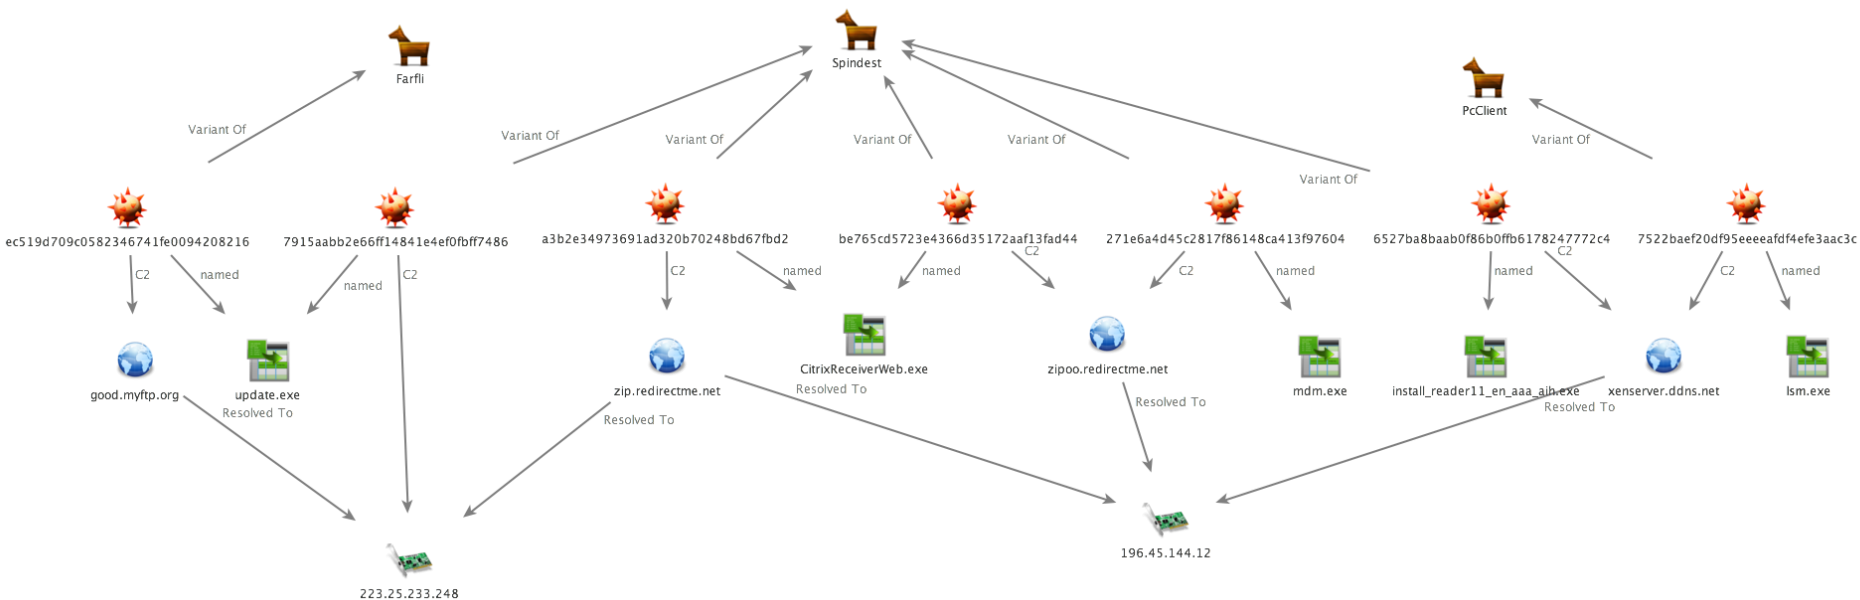 Farfli
Spindest
PcClient
Variant Of
Variant Of
Variant Of
Variant Of
Variant Of
Variant Of
Variant Of
ec519d709c0582346741fe0094208216
7915aabb2e66ff14841e4ef0fbff7486
a3b2e34973691ad320b70248bd67fbd2
be765cd5723e4366d35172aaf13fad44
271e6a4d45c2817f86148ca413f97604
6527ba8baab0f86b0ffb6178247772c4
7522baef20df95eeeeafdf4efe3aac3c
C2
named
named
C2
C2
named
named
C2
C2
named
named
C2
C2
named
good.myftp.org
update.exe
zip.redirectme.net
CitrixReceiverWeb.exe
zipoo.redirectme.net
mdm.exe
install_reader11_en_aaa_aih.exe
xenserver.ddns.net
lsm.exe
Resolved To
Resolved To
Resolved To
Resolved To
Resolved To
223.25.233.248
196.45.144.12